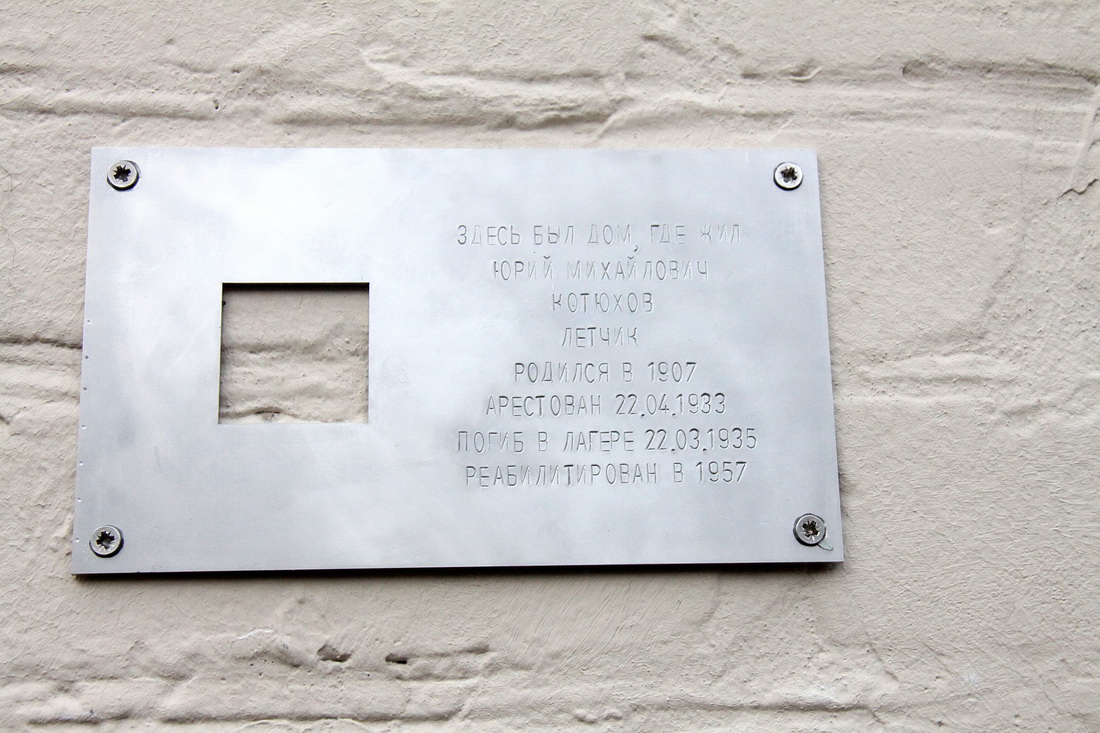 ЗДЕСЬ БЫЛ ДОМ, ГДЕ ЖИЛ
ЮРИЙ МИХАЙЛОВИЧ
КОТЮХОВ
ЛЕТЧИК
РОДИЛСЯ В 1907
АРЕСТОВАН 22.04.1933
ПОГИБ В ЛАГЕРЕ 22.03.1935
РЕАБИЛИТИРОВАН В 1957